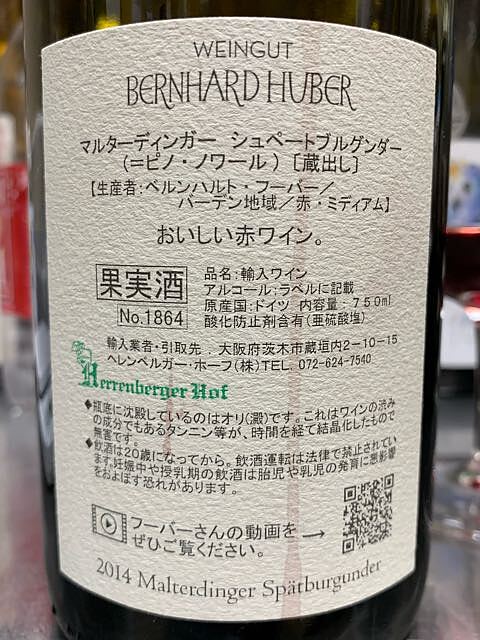 WEINGUT
BERNHARD HUBER
マルターディンガー シュペートブルグンダー
(=ピノ・ノワール)［蔵出し］
【生産者:ベルンハルト・フーバー/
バーデン地域/赤・ミディアム】
おいしい赤ワイン。
果実酒
No.1864
品名:輸入ワイン
アルコール:ラベルに記載
原産国:ドイツ 内容量:750ml
酸化防止剤含有(亜硫酸塩)
輸入業者・引取先 . 大阪府茨木市蔵垣内2-10-15
ヘレンベルガー・ホーフ(株)TEL. 072-624-7540
Herrenberger Hof
◆瓶底に沈殿しているのはオリ(澱)です。これはワインの渋み
の成分でもあるタンニン等が、時間を経て結晶化したもので
無害です。
◆飲酒は20歳になってから。飲酒運転は法律で禁止されてい
ます。妊娠中や授乳期の飲酒は胎児や乳児の発育に悪影響
をおよぼす恐れがあります。
フーバーさんの動画を
ぜひご覧ください。 →
2014 Malterdinger Spätburgunder